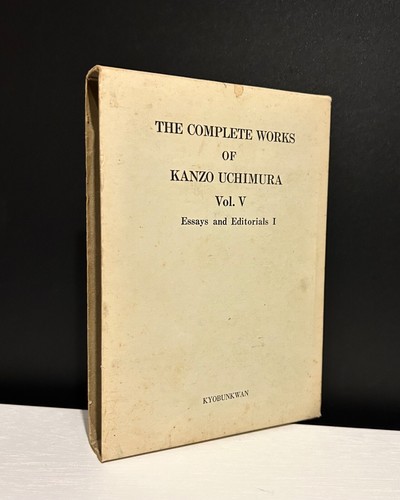 THE COMPLETE WORKS
OF
KANZO UCHIMURA
Vol. V
Essays and Editorials I
KYOBUNKWAN